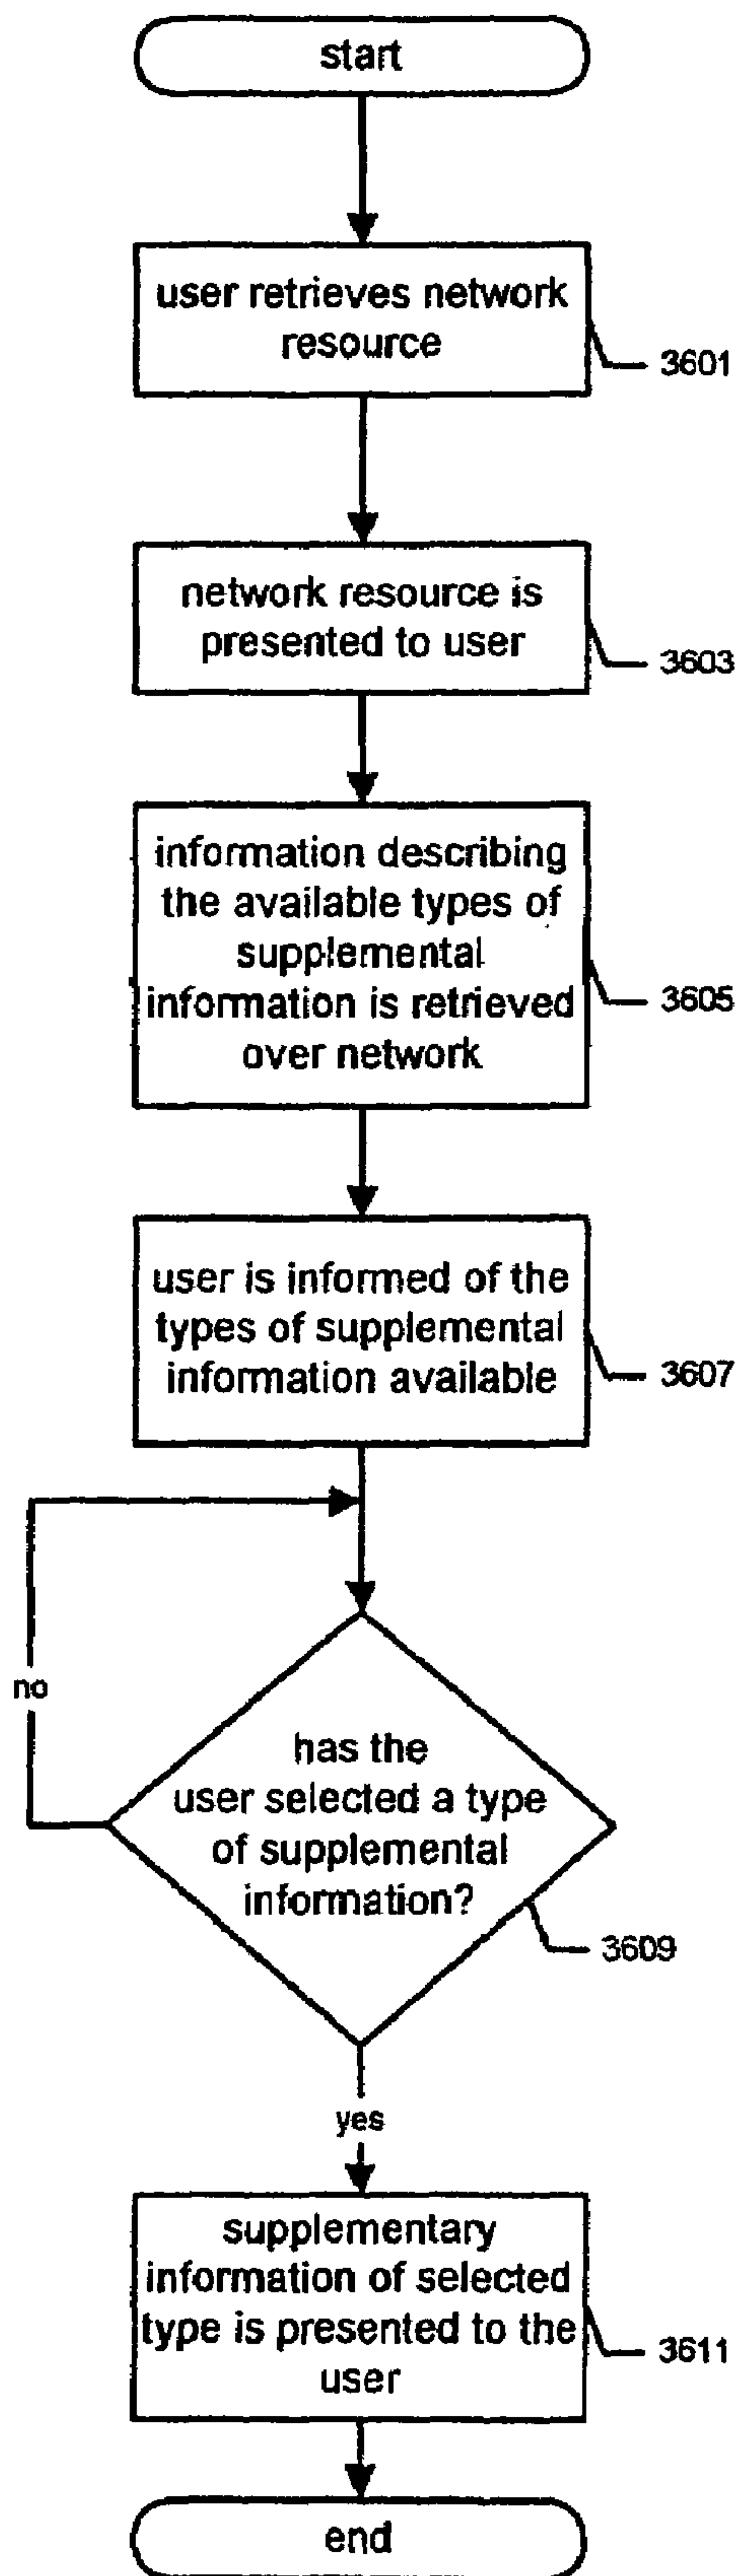 start
user retrieves network
resource
3601
network resource is
presented to user
3603
information describing
the available types of
supplemental
information is retrieved
over network
3605
user is informed of the
types of supplemental
information available
3607
no
has the
user selected a type
of supplemental
information?
3609
yes
supplementary
information of selected
type is presented to the
user
3611
end